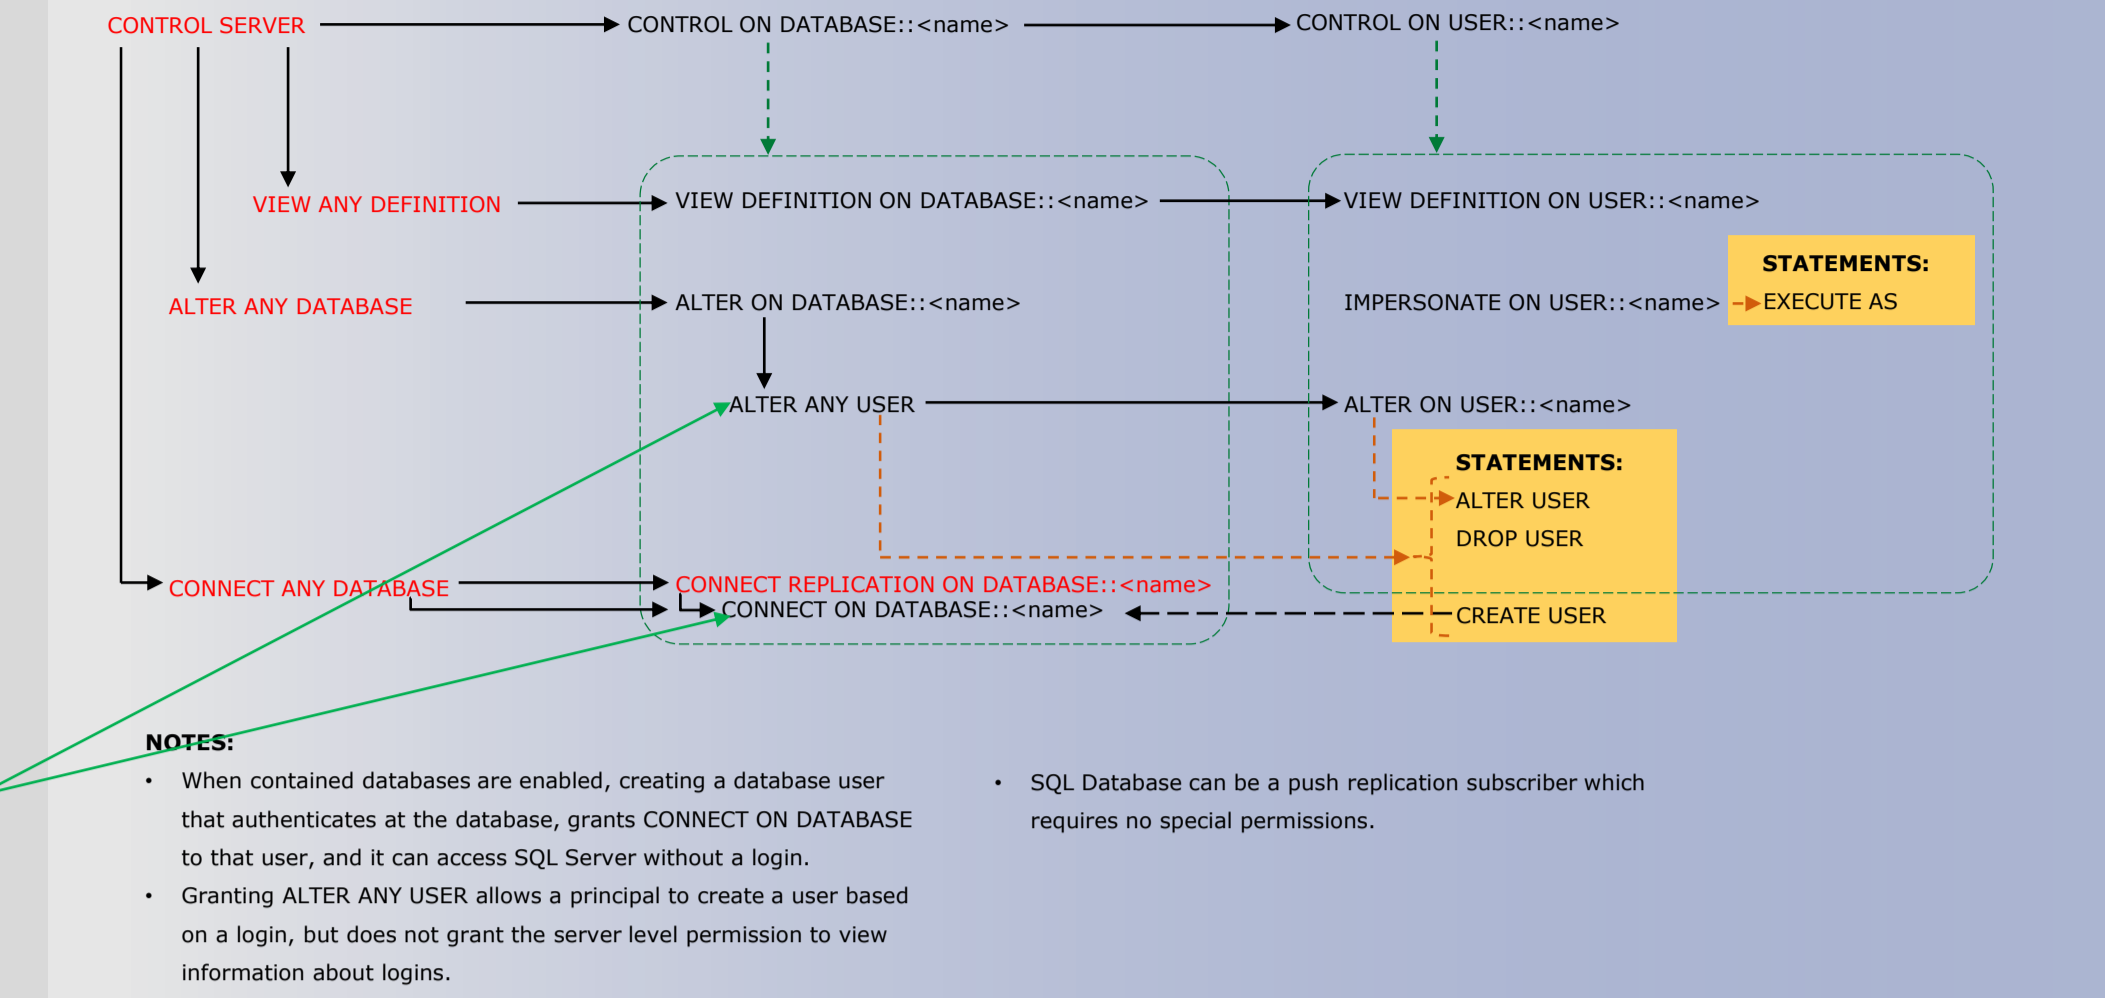 CONTROL SERVER
CONTROL ON DATABASE::<name>
CONTROL ON USER::<name>
VIEW ANY DEFINITION
VIEW DEFINITION ON DATABASE::<name>
VIEW DEFINITION ON USER::<name>
STATEMENTS:
ALTER ANY DATABASE
ALTER ON DATABASE::<name>
IMPERSONATE ON USER::<name>
EXECUTE AS
ALTER ANY USER
ALTER ON USER::<name>
STATEMENTS:
ALTER USER
DROP USER
CONNECT ANY DATABASE
CONNECT REPLICATION ON DATABASE::<name>
CONNECT ON DATABASE::<name>
CREATE USER
NOTES:
• When contained databases are enabled, creating a database user
that authenticates at the database, grants CONNECT ON DATABASE
to that user, and it can access SQL Server without a login.
• Granting ALTER ANY USER allows a principal to create a user based
on a login, but does not grant the server level permission to view
information about logins.
• SQL Database can be a push replication subscriber which
requires no special permissions.